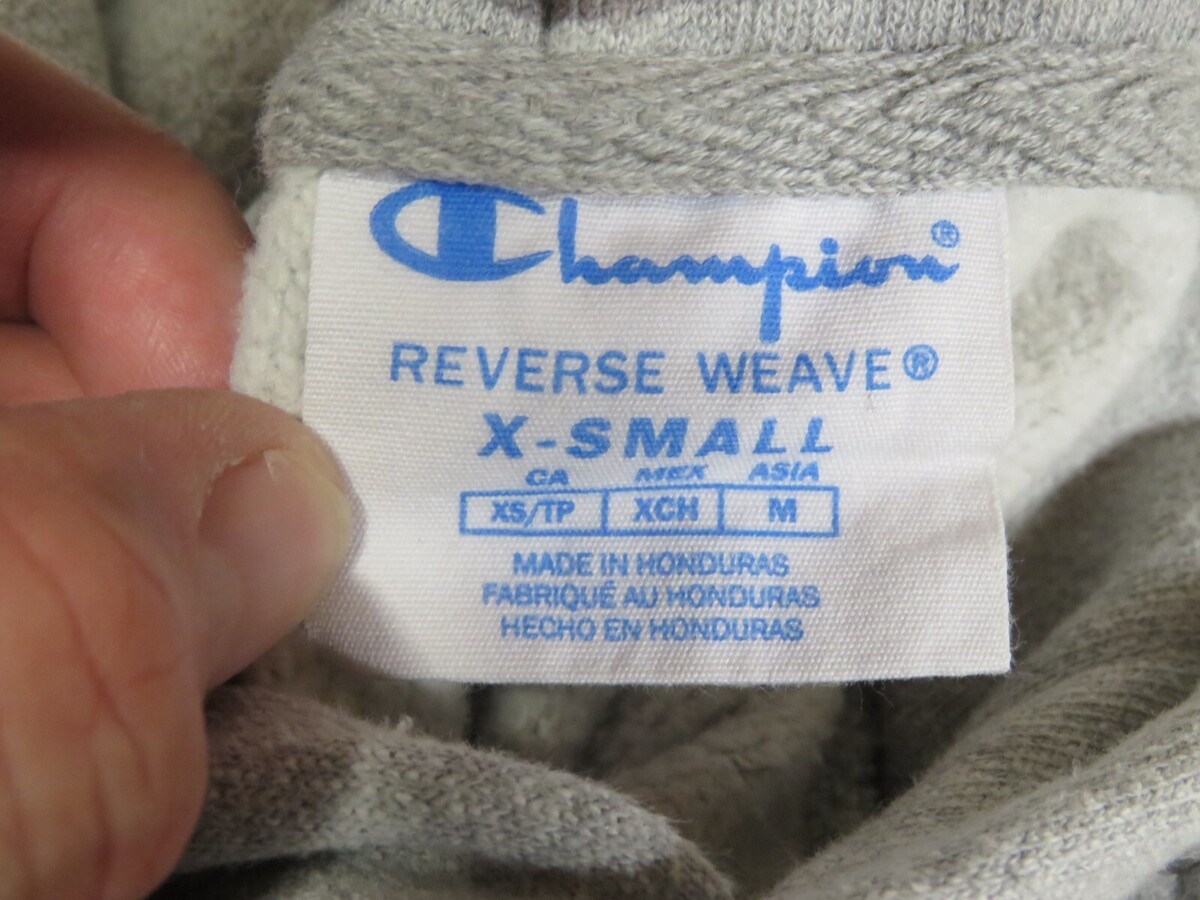 Champion®
REVERSE WEAVE®
X-SMALL
CA MEX ASIA
XS/TP XCH M
MADE IN HONDURAS
FABRIQUÉ AU HONDURAS
HECHO EN HONDURAS